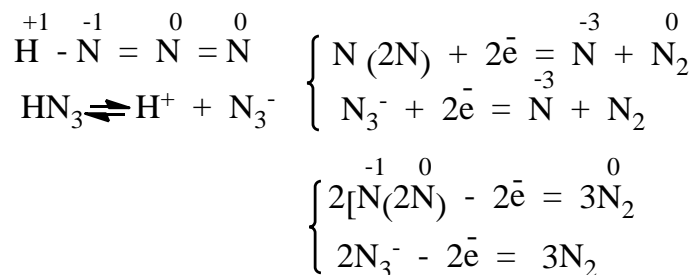 +1 -1 0 0
H - N = N = N
HN₃ ⇌ H⁺ + N₃⁻
-3 0
N (2N) + 2ē = N + N₂
-3
N₃⁻ + 2ē = N + N₂
-1 0 0
2[N(2N) - 2ē = 3N₂
2N₃⁻ - 2ē = 3N₂